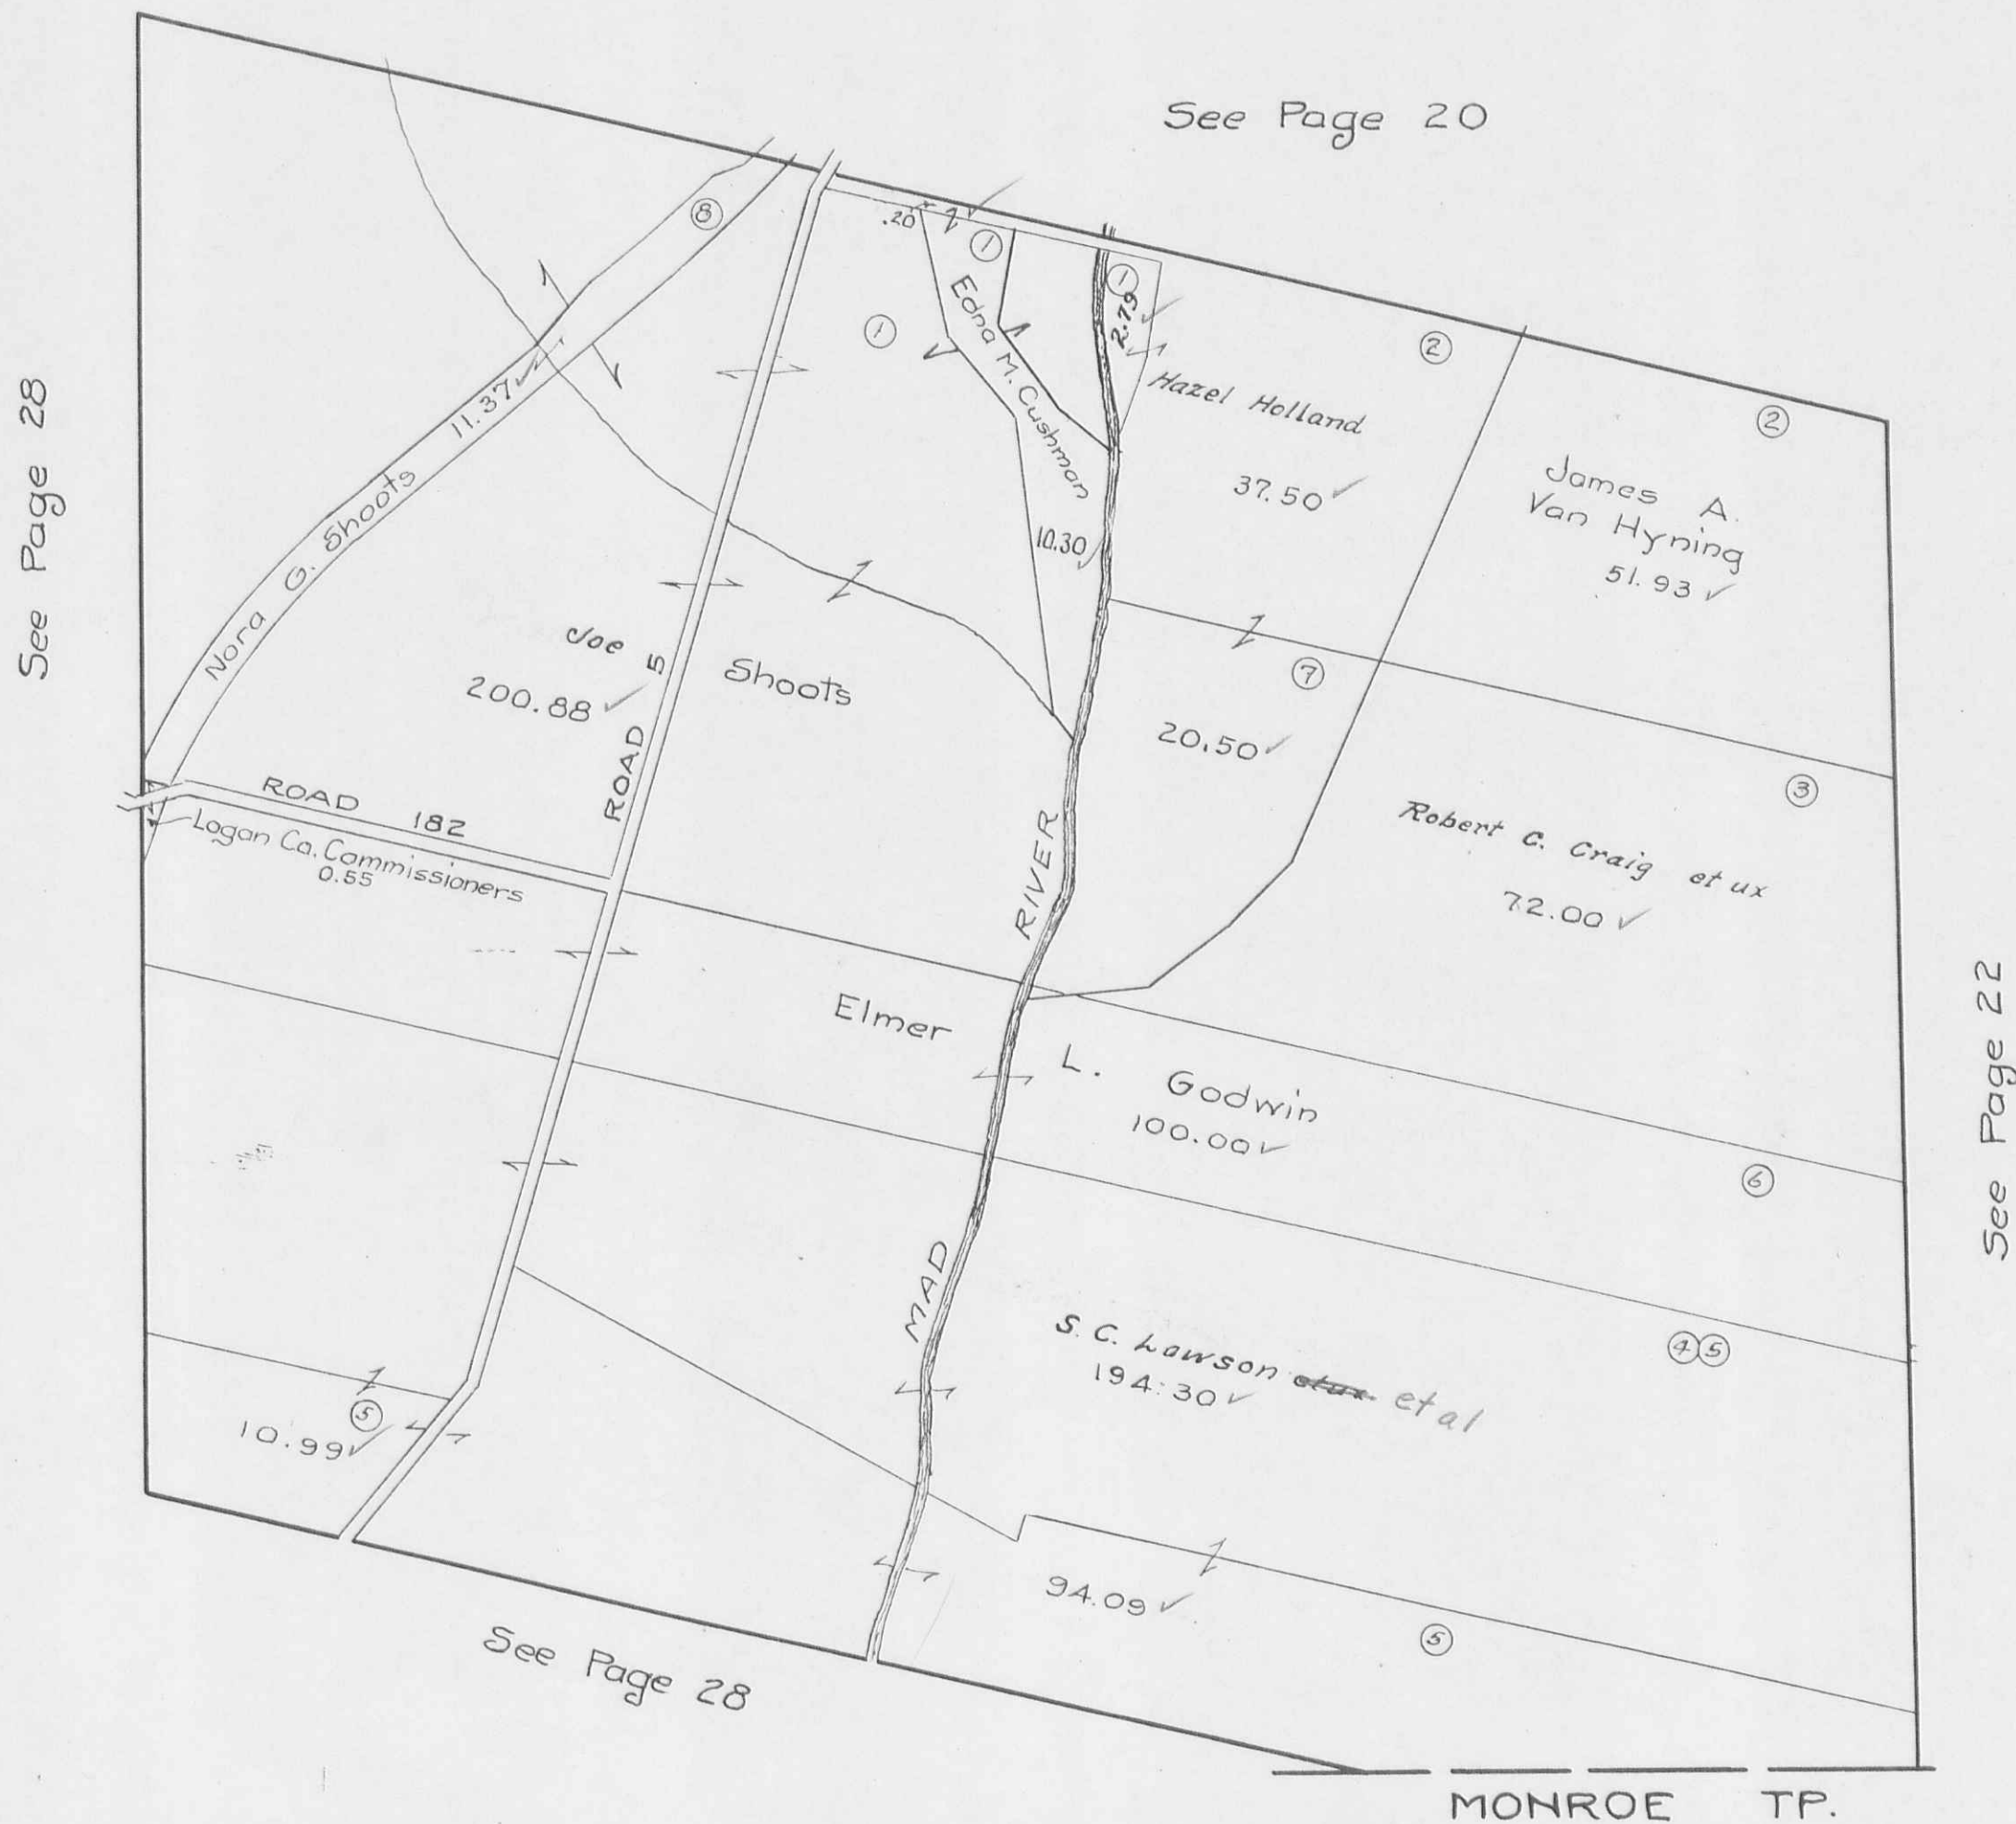 See Page 20
See Page 28
8
.20
1
1
Edna M. Cushman
10.30
1
2.79
2
Hazel Holland
37.50
2
James A.
Van Hyning
51.93
Nora G. Shoots 11.37
Joe Shoots
200.88
ROAD 5
7
20.50
3
Robert C. Craig et ux
72.00
ROAD 182
Logan Co. Commissioners
0.55
MAD RIVER
Elmer L. Godwin
100.00
6
See Page 22
4 5
S. C. Lawson et ux et al
194.30
5
10.99
94.09
5
See Page 28
MONROE TP.